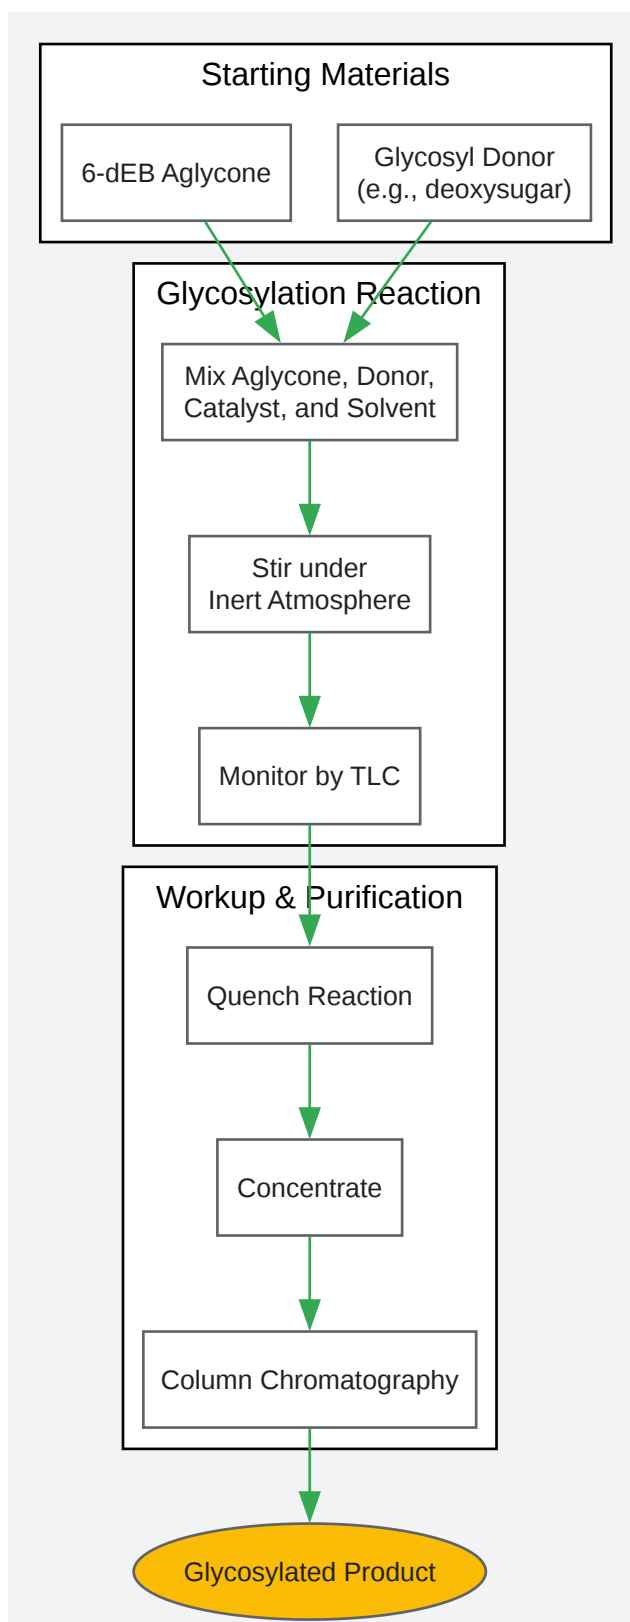 Starting Materials
6-dEB Aglycone
Glycosyl Donor
(e.g., deoxysugar)
Glycosylation Reaction
Mix Aglycone, Donor,
Catalyst, and Solvent
Stir under
Inert Atmosphere
Monitor by TLC
Workup & Purification
Quench Reaction
Concentrate
Column Chromatography
Glycosylated Product